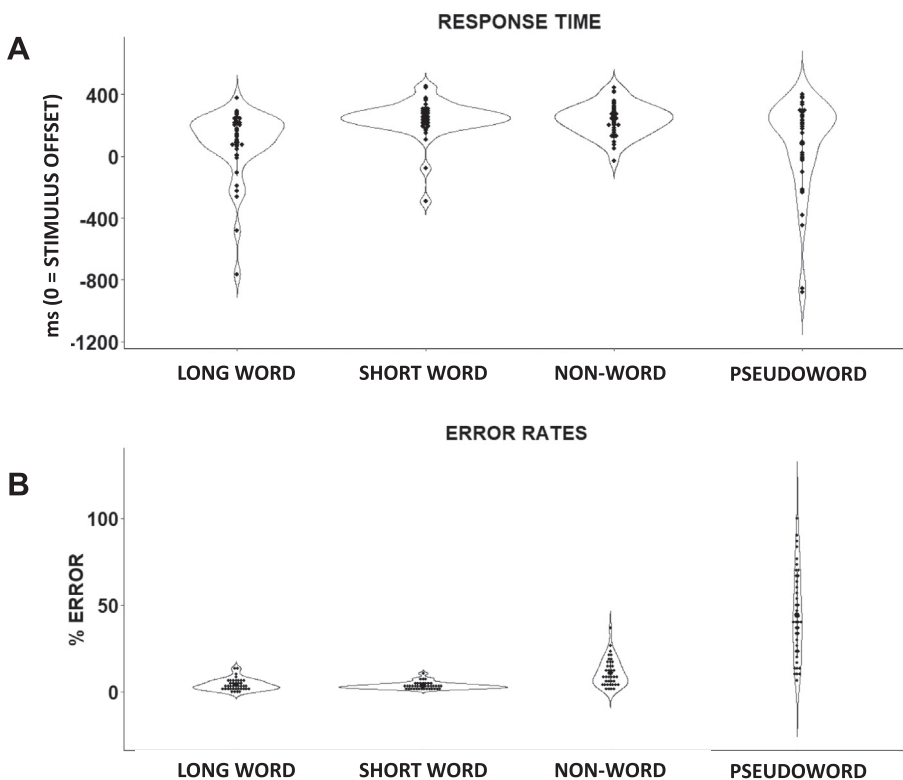 RESPONSE TIME
A
ms (0 = STIMULUS OFFSET)
400
0
-400
-800
-1200
LONG WORD SHORT WORD NON-WORD PSEUDOWORD
ERROR RATES
B
% ERROR
100
50
0
LONG WORD SHORT WORD NON-WORD PSEUDOWORD